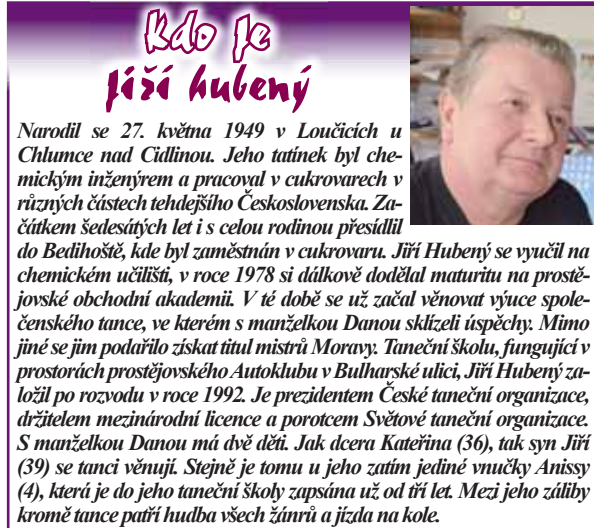 Kdo je
Jiří hubený
Narodil se 27. května 1949 v Loučicích u
Chlumce nad Cidlinou. Jeho tatínek byl che-
mickým inženýrem a pracoval v cukrovarech v
různých částech tehdejšího Československa. Za-
čátkem šedesátých let i s celou rodinou přesídlil
do Bedihoště, kde byl zaměstnán v cukrovaru. Jiří Hubený se vyučil na
chemickém učilišti, v roce 1978 si dálkově dodělal maturitu na prostě-
jovské obchodní akademii. V té době se už začal věnovat výuce spole-
čenského tance, ve kterém s manželkou Danou sklízeli úspěchy. Mimo
jiné se jim podařilo získat titul mistrů Moravy. Taneční školu, fungující v
prostorách prostějovského Autoklubu v Bulharské ulici, Jiří Hubený za-
ložil po rozvodu v roce 1992. Je prezidentem České taneční organizace,
držitelem mezinárodní licence a porotcem Světové taneční organizace.
S manželkou Danou má dvě děti. Jak dcera Kateřina (36), tak syn Jiří
(39) se tanci věnují. Stejně je tomu u jeho zatím jediné vnučky Anissy
(4), která je do jeho taneční školy zapsána už od tří let. Mezi jeho záliby
kromě tance patří hudba všech žánrů a jízda na kole.